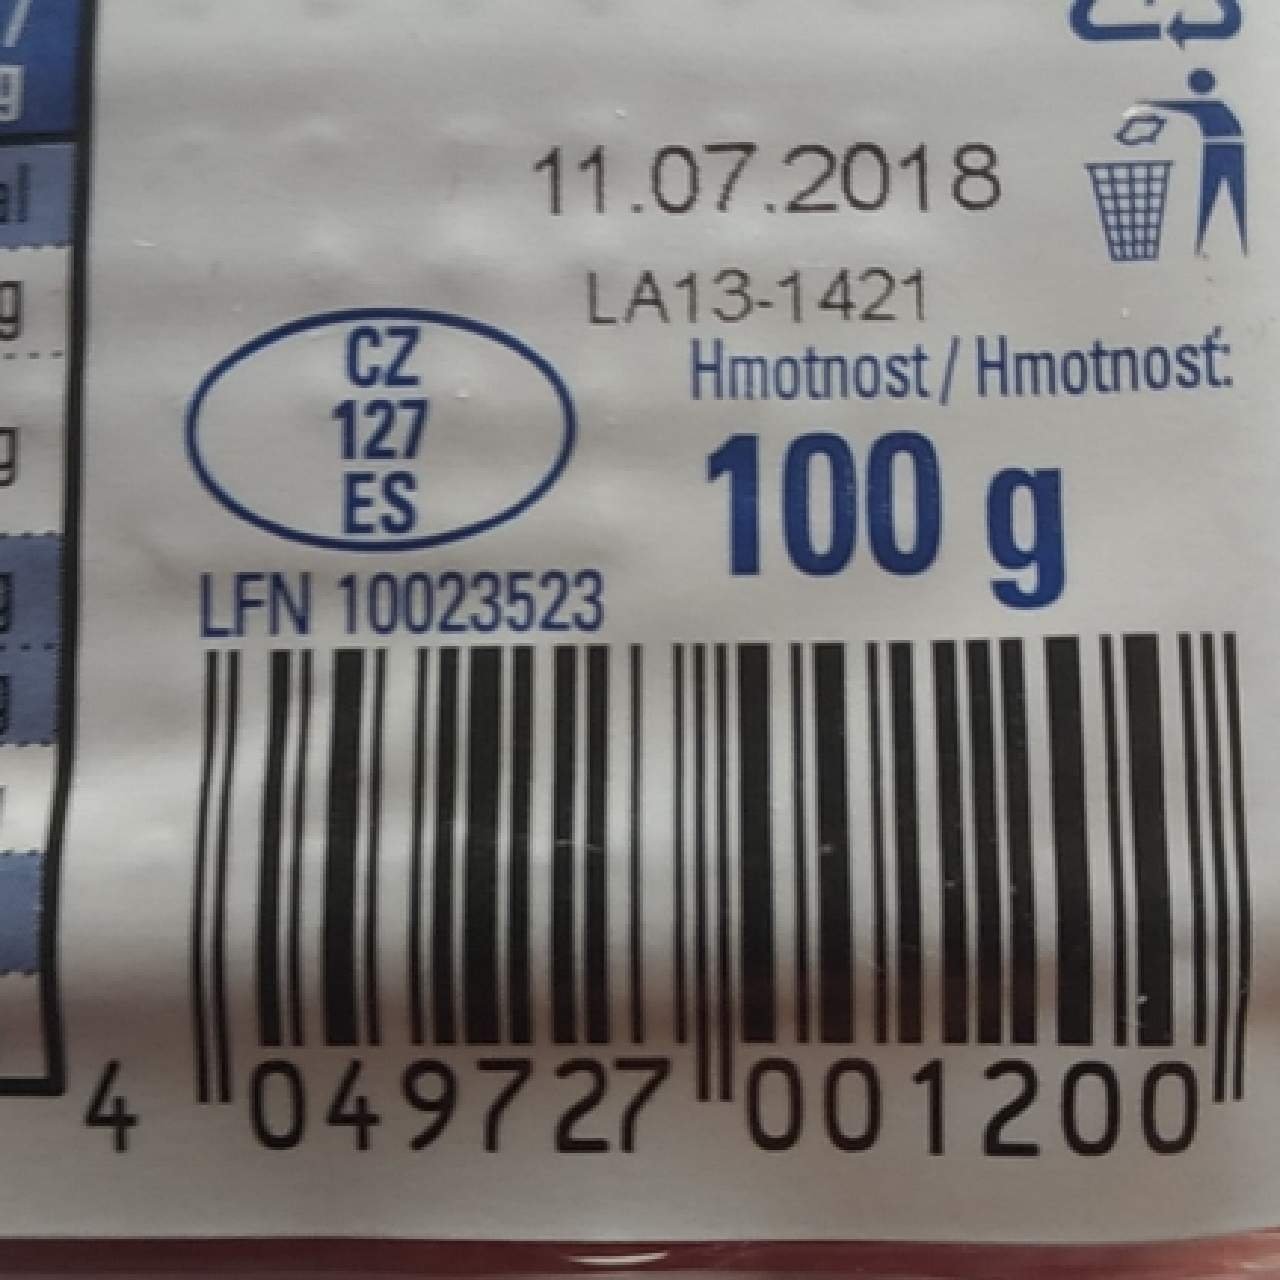 11.07.2018
LA13-1421
CZ
127
ES
Hmotnost / Hmotnosť:
100 g
LFN 10023523
4 049727 001200
g
g